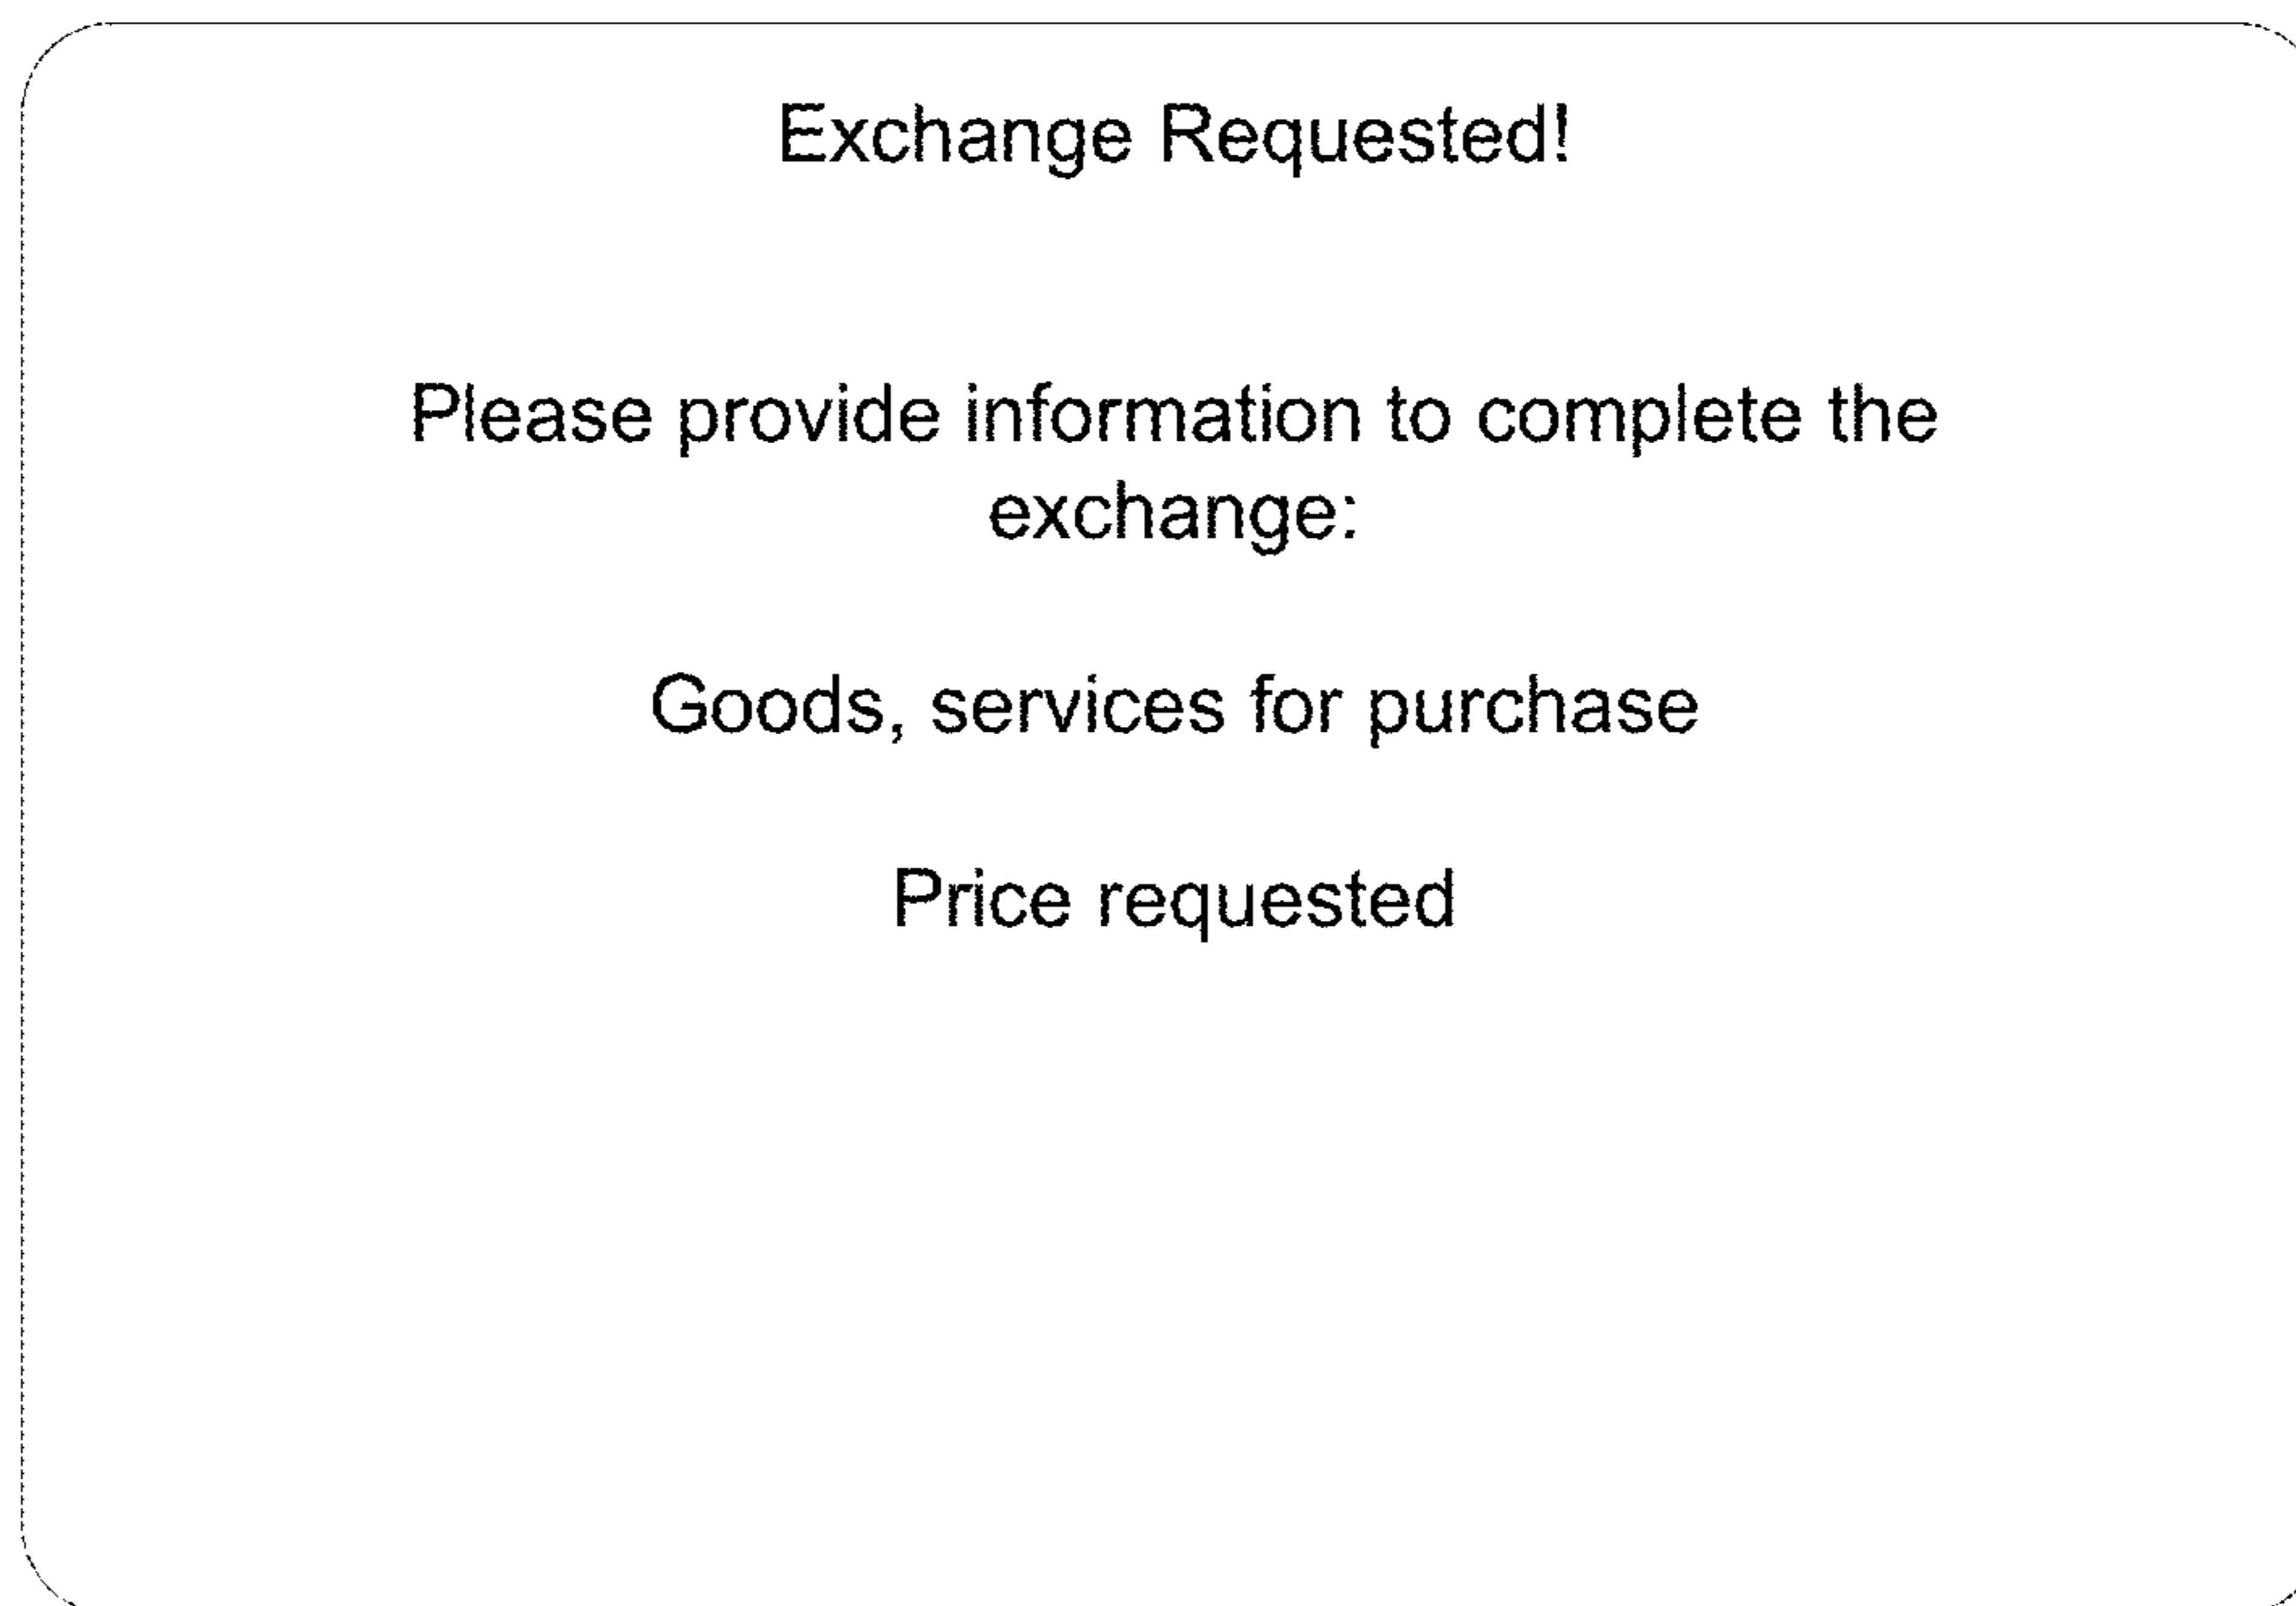 Exchange Requested!
Please provide information to complete the
exchange:
Goods, services for purchase
Price requested